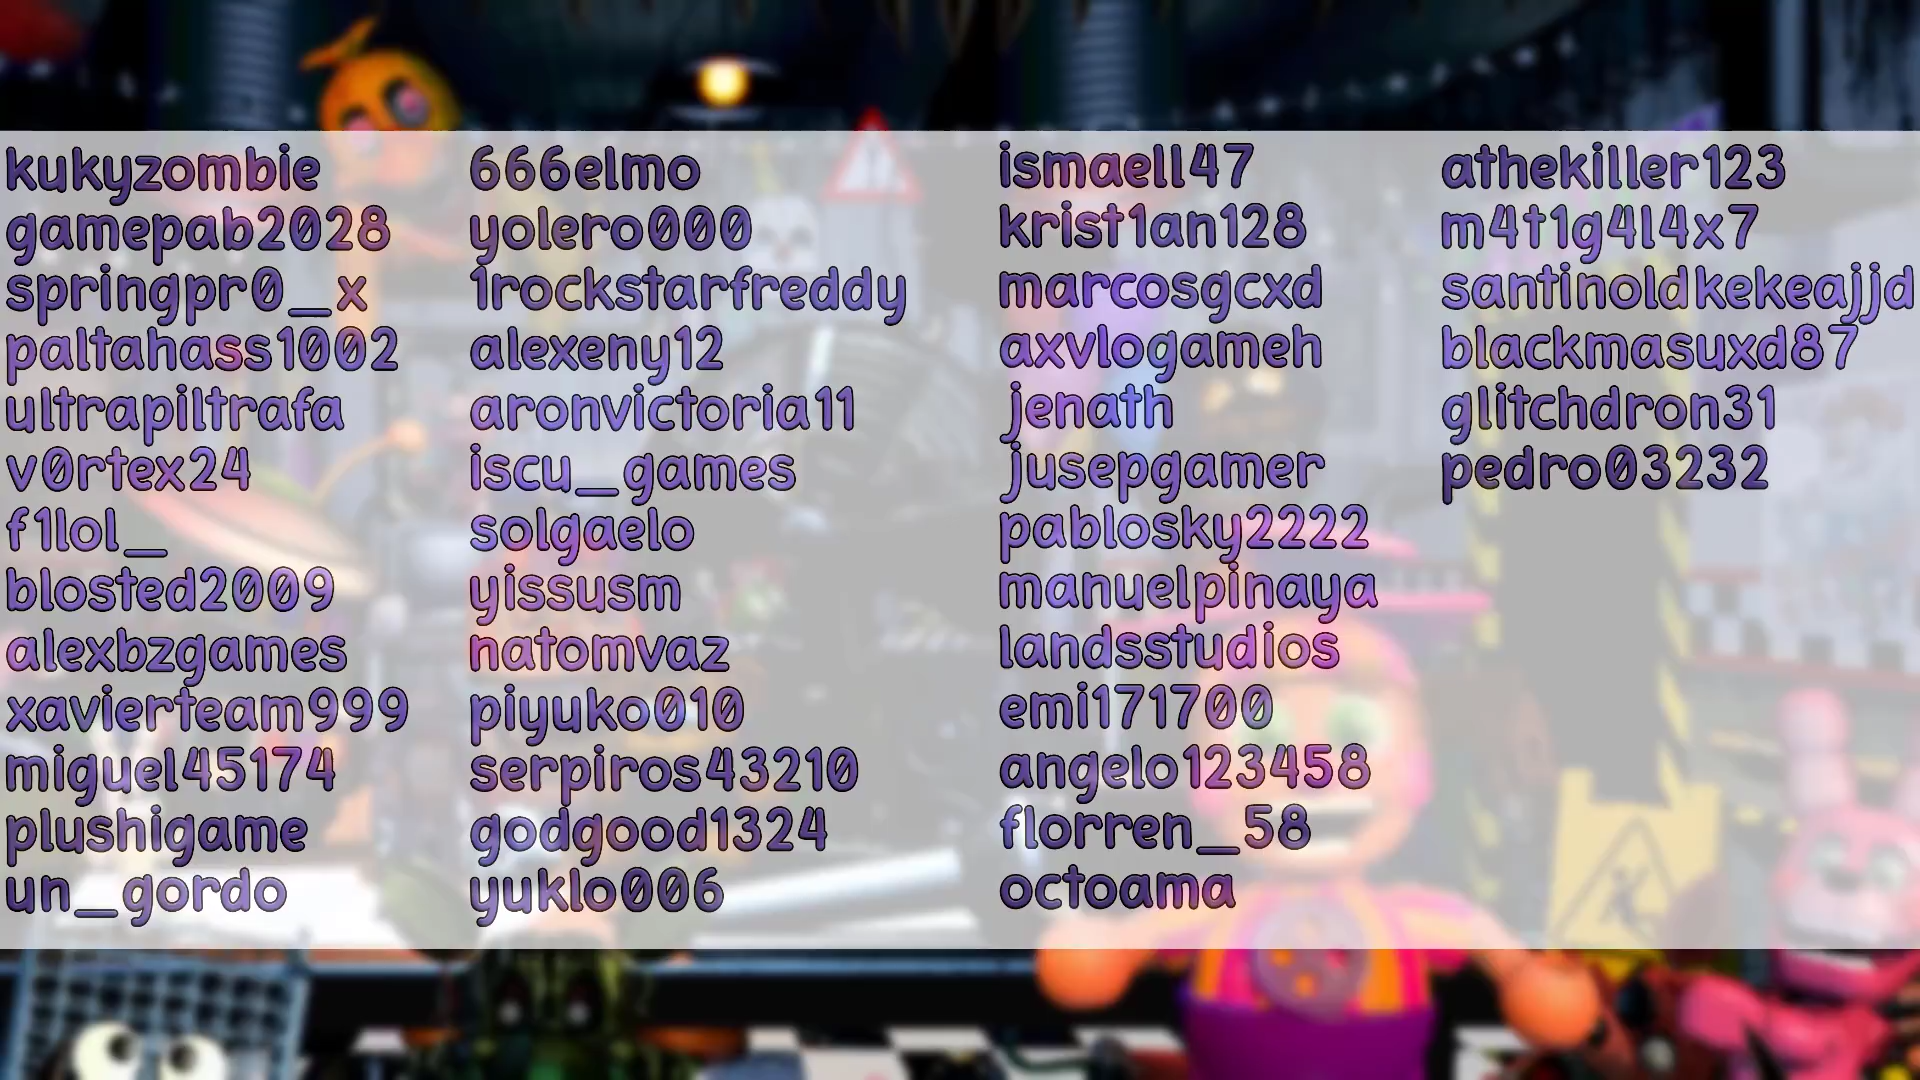 kukyzombie
gamepab2028
springpr0_x
paltahass1002
ultrapiltrafa
v0rtex24
f1lol_
blosted2009
alexbzgames
xavierteam999
miguel45174
plushigame
un_gordo
666elmo
yolero000
1rockstarfreddy
alexeny12
aronvictoria11
iscu_games
solgaelo
yissusm
natomvaz
piyuko010
serpiros43210
godgood1324
yuklo006
ismaell47
krist1an128
marcosgcxd
axvlogameh
jenath
jusepgamer
pablosky2222
manuelpinaya
landsstudios
emi171700
angelo123458
florren_58
octoama
athekiller123
m4t1g4l4x7
santinoldkekeajjd
blackmasuxd87
glitchdron31
pedro03232